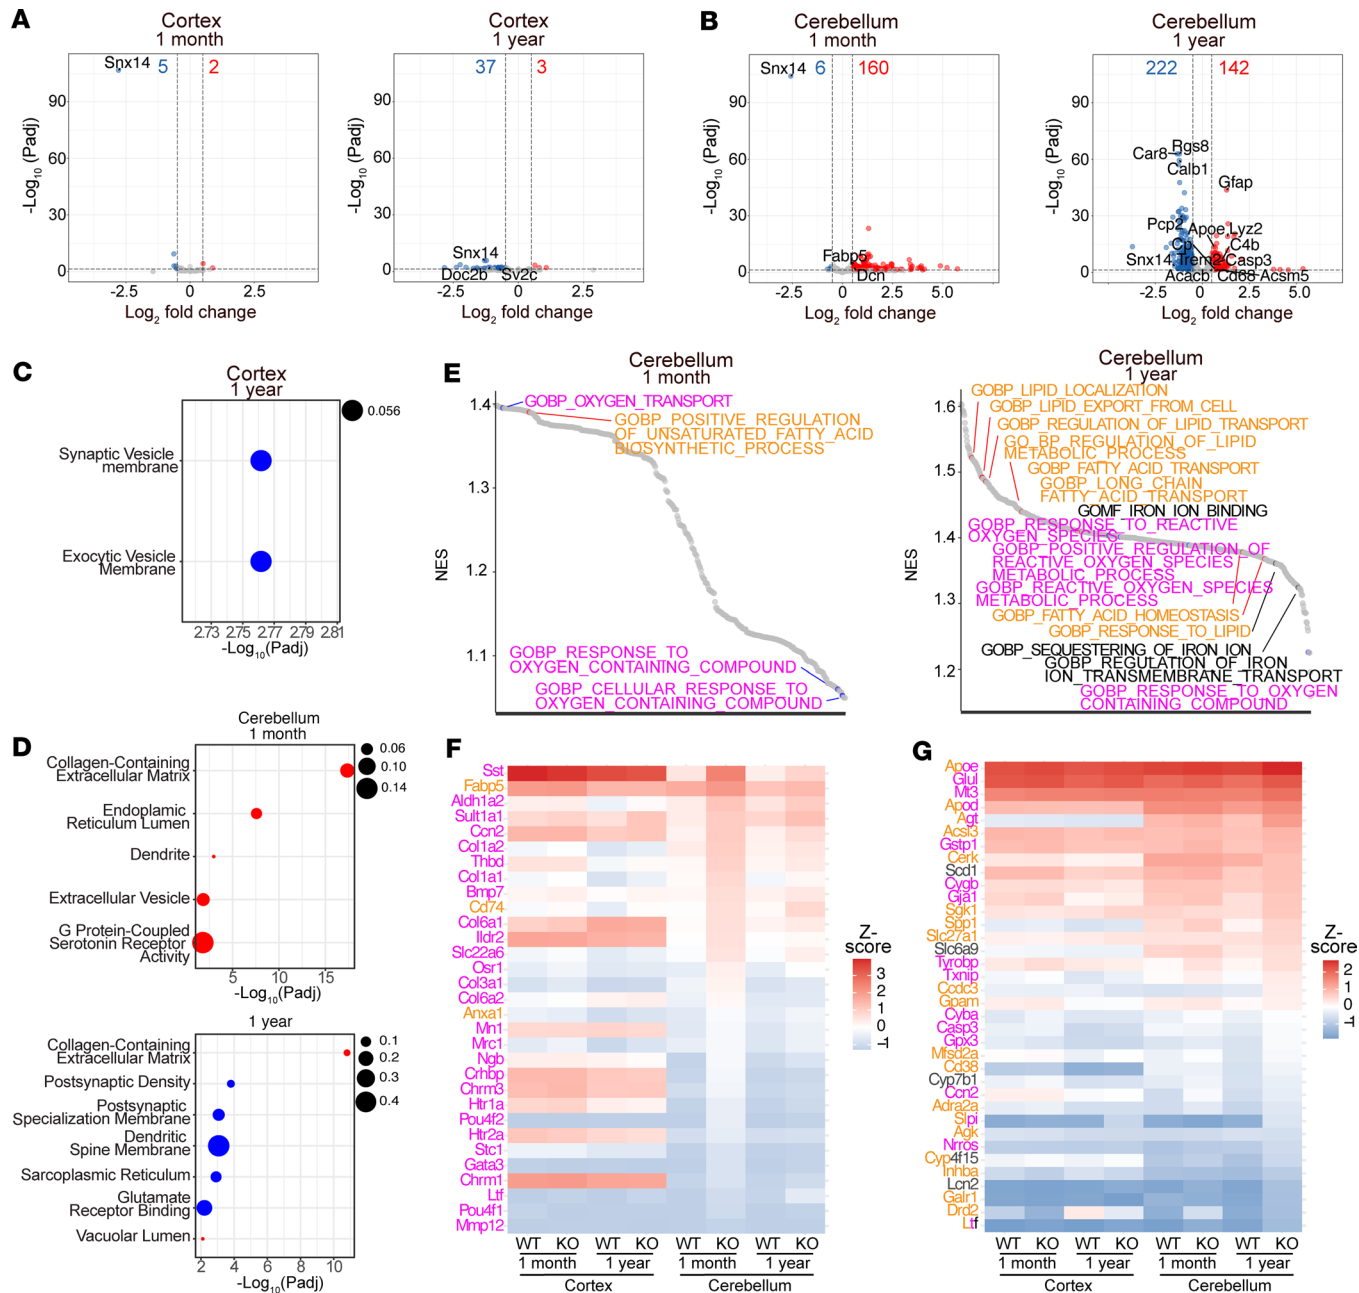 A
Cortex
1 month
Snx14
5
2
90
60
30
0
-Log10 (Padj)
-2.5
0
2.5
Log2 fold change
Cortex
1 year
37
3
90
60
30
0
-Log10 (Padj)
Snx14
Doc2b
Sv2c
-2.5
0
2.5
Log2 fold change
B
Cerebellum
1 month
Snx14
6
160
90
60
30
0
-Log10 (Padj)
Fabp5
Dcn
-2.5
0
2.5
5.0
Log2 fold change
Cerebellum
1 year
222
142
90
60
30
0
-Log10 (Padj)
Car8
Rgs8
Calb1
Gfap
Pcp2
Apoe
Lyz2
Cp
C4b
Snx14
Trem2
Casp3
Acacb
Cd68
Acsm5
-2.5
0
2.5
5.0
Log2 fold change
C
Cortex
1 year
0.056
Synaptic Vesicle
membrane
Exocytic Vesicle
Membrane
2.73
2.75
2.77
2.79
2.81
-Log10(Padj)
D
Cerebellum
1 month
Collagen-Containing
Extracellular Matrix
Endoplamic
Reticulum Lumen
Dendrite
Extracellular Vesicle
G Protein-Coupled
Serotonin Receptor
Activity
0.06
0.10
0.14
5
10
15
-Log10(Padj)
1 year
Collagen-Containing
Extracellular Matrix
Postsynaptic Density
Postsynaptic
Specialization Membrane
Dendritic
Spine Membrane
Sarcoplasmic Reticulum
Glutamate
Receptor Binding
Vacuolar Lumen
0.1
0.2
0.3
0.4
2
4
6
8
10
-Log10(Padj)
E
Cerebellum
1 month
1.4
1.3
1.2
1.1
NES
GOBP_OXYGEN_TRANSPORT
GOBP_POSITIVE_REGULATION
OF_UNSATURATED_FATTY_ACID
BIOSYNTHETIC_PROCESS
GOBP_RESPONSE_TO
OXYGEN_CONTAINING_COMPOUND
GOBP_CELLULAR_RESPONSE_TO
OXYGEN_CONTAINING_COMPOUND
Cerebellum
1 year
1.6
1.5
1.4
1.3
1.2
NES
GOBP_LIPID_LOCALIZATION
GOBP_LIPID_EXPORT_FROM_CELL
GOBP_REGULATION_OF_LIPID_TRANSPORT
GO_BP_REGULATION_OF_LIPID
METABOLIC_PROCESS
GOBP_FATTY_ACID_TRANSPORT
GOBP_LONG_CHAIN
FATTY_ACID_TRANSPORT
GOMF_IRON_ION_BINDING
GOBP_RESPONSE_TO_REACTIVE
OXYGEN_SPECIES
GOBP_POSITIVE_REGULATION_OF
REACTIVE_OXYGEN_SPECIES
METABOLIC_PROCESS
GOBP_REACTIVE_OXYGEN_SPECIES
METABOLIC_PROCESS
GOBP_FATTY_ACID_HOMEOSTASIS
GOBP_RESPONSE_TO_LIPID
GOBP_SEQUESTERING_OF_IRON_ION
GOBP_REGULATION_OF_IRON
ION_TRANSMEMBRANE_TRANSPORT
GOBP_RESPONSE_TO_OXYGEN
CONTAINING_COMPOUND
F
Sst
Fabp5
Aldh1a2
Sult1a1
Ccn2
Col1a2
Thbd
Col1a1
Bmp7
Cd74
Col6a1
Ildr2
Slc22a6
Osr1
Col3a1
Col6a2
Anxa1
Mn1
Mrc1
Ngb
Crhbp
Chrm3
Htr1a
Pou4f2
Htr2a
Stc1
Gata3
Chrm1
Ltf
Pou4f1
Mmp12
WT KO WT KO WT KO WT KO
1 month 1 year 1 month 1 year
Cortex Cerebellum
Z-
score
3
2
1
0
-1
G
Apoe
Glul
Mt3
Apod
Agt
Acsl3
Gstp1
Cerk
Scd1
Cygb
Gja1
Sgk1
Spp1
Slc27a1
Slc6a9
Tyrobp
Txnip
Ccdc3
Gpam
Cyba
Casp3
Gpx3
Mfsd2a
Cd38
Cyp7b1
Ccn2
Adra2a
Slpi
Agk
Nrros
Cyp4f15
Inhba
Lcn2
Galr1
Drd2
Ltf
WT KO WT KO WT KO WT KO
1 month 1 year 1 month 1 year
Cortex Cerebellum
Z-
score
2
1
0
-1